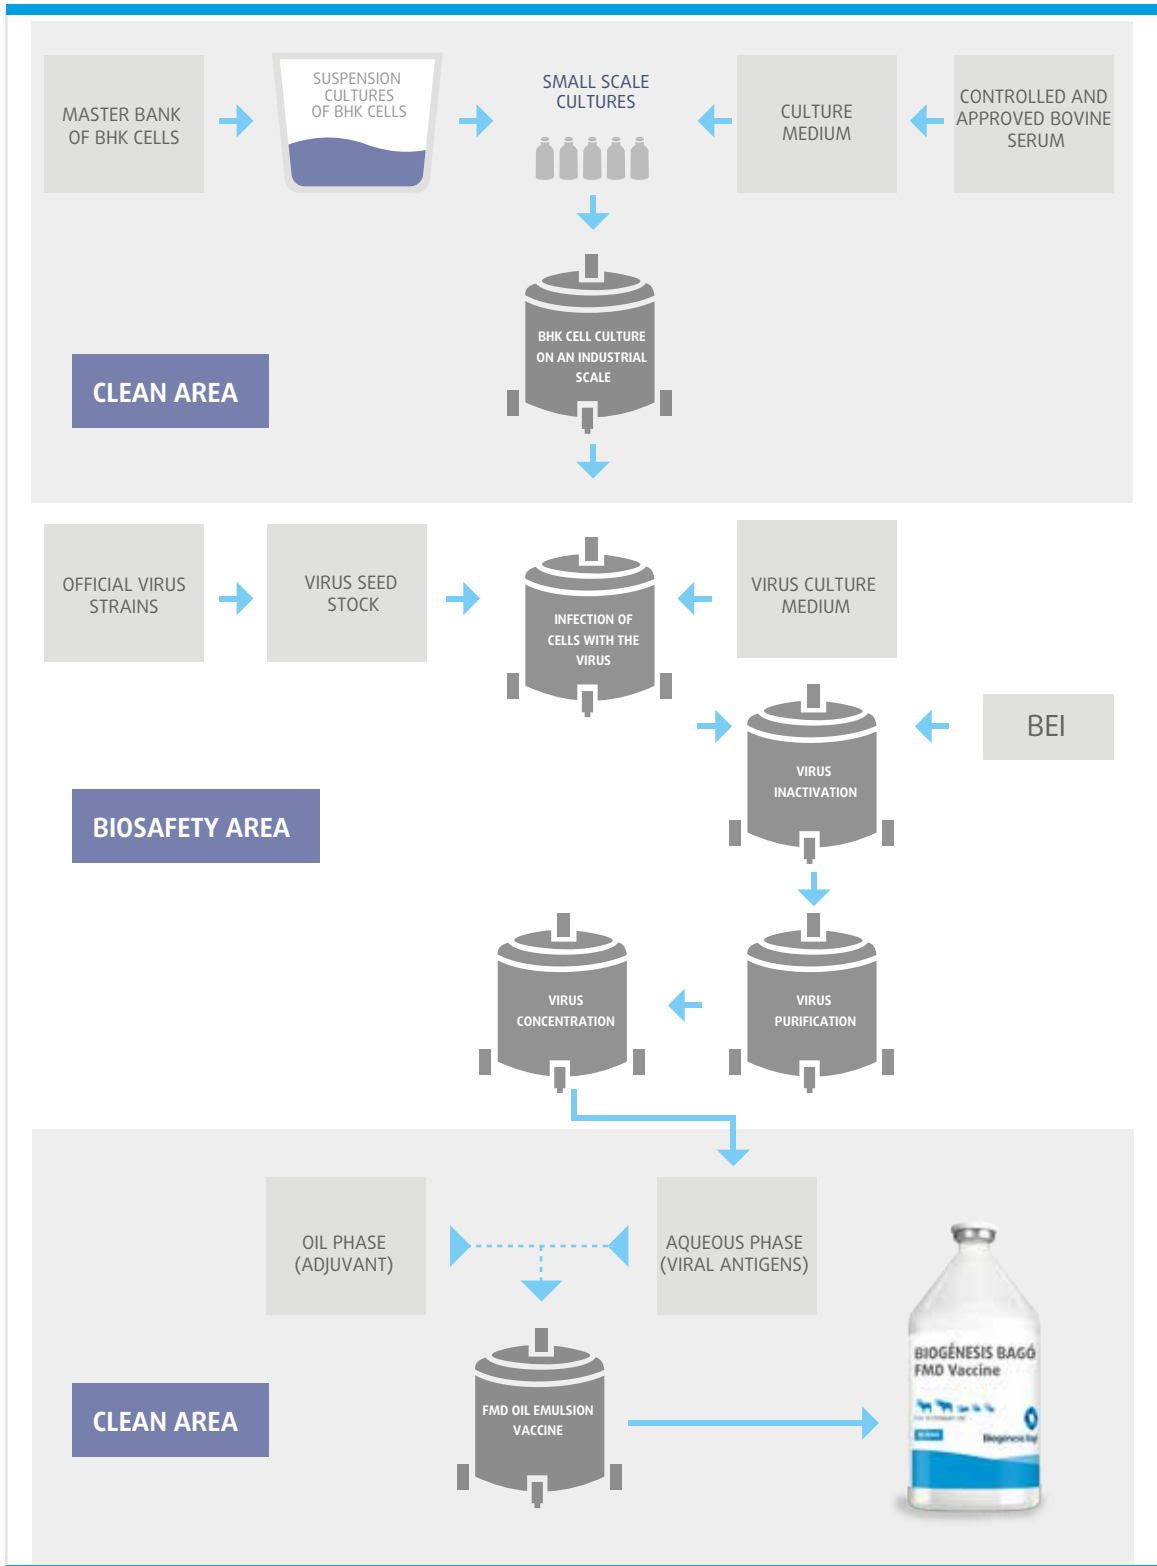 MASTER BANK
OF BHK CELLS
SUSPENSION
CULTURES
OF BHK CELLS
SMALL SCALE
CULTURES
CULTURE
MEDIUM
CONTROLLED AND
APPROVED BOVINE
SERUM
BHK CELL CULTURE
ON AN INDUSTRIAL
SCALE
CLEAN AREA
OFFICIAL VIRUS
STRAINS
VIRUS SEED
STOCK
INFECTION OF
CELLS WITH THE
VIRUS
VIRUS CULTURE
MEDIUM
VIRUS
INACTIVATION
BEI
BIOSAFETY AREA
VIRUS
CONCENTRATION
VIRUS
PURIFICATION
OIL PHASE
(ADJUVANT)
AQUEOUS PHASE
(VIRAL ANTIGENS)
FMD OIL EMULSION
VACCINE
CLEAN AREA
BIOGÉNESIS BAGÓ
FMD Vaccine
Biogénesis